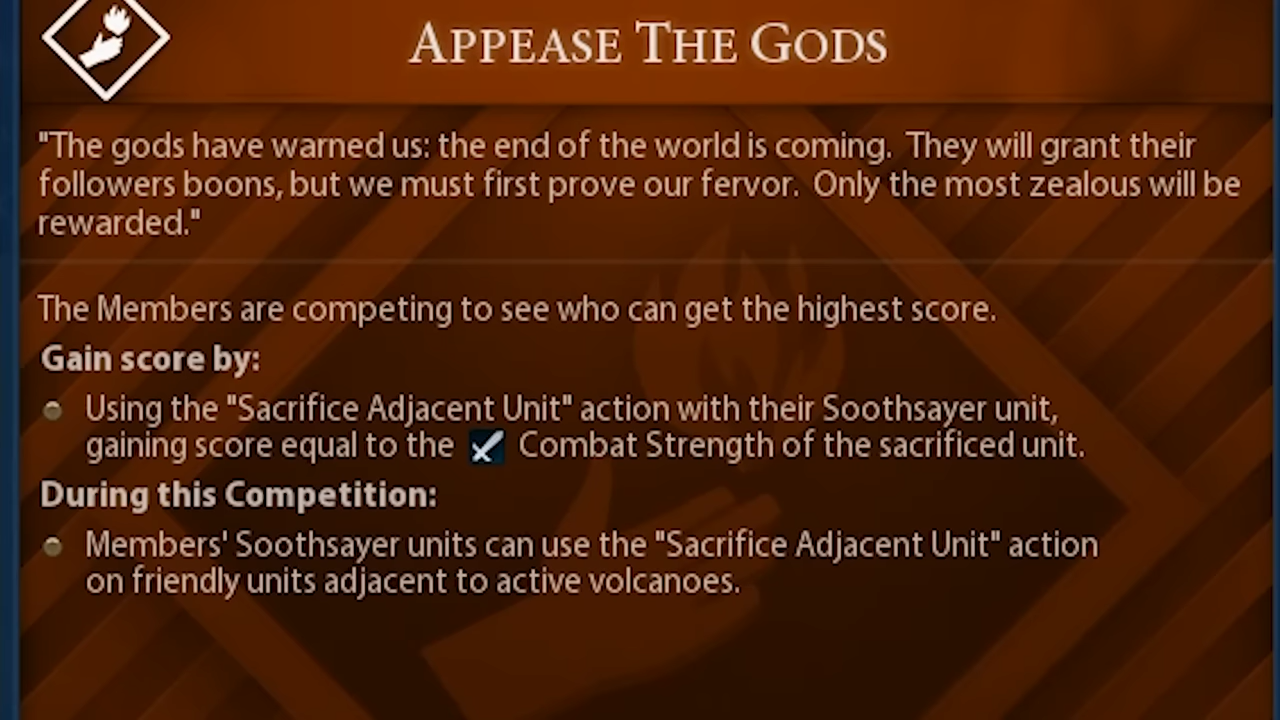 APPEASE THE GODS
"The gods have warned us: the end of the world is coming.  They will grant their
followers boons, but we must first prove our fervor.  Only the most zealous will be
rewarded."
The Members are competing to see who can get the highest score.
Gain score by:
Using the "Sacrifice Adjacent Unit" action with their Soothsayer unit,
gaining score equal to the Combat Strength of the sacrificed unit.
During this Competition:
Members' Soothsayer units can use the "Sacrifice Adjacent Unit" action
on friendly units adjacent to active volcanoes.